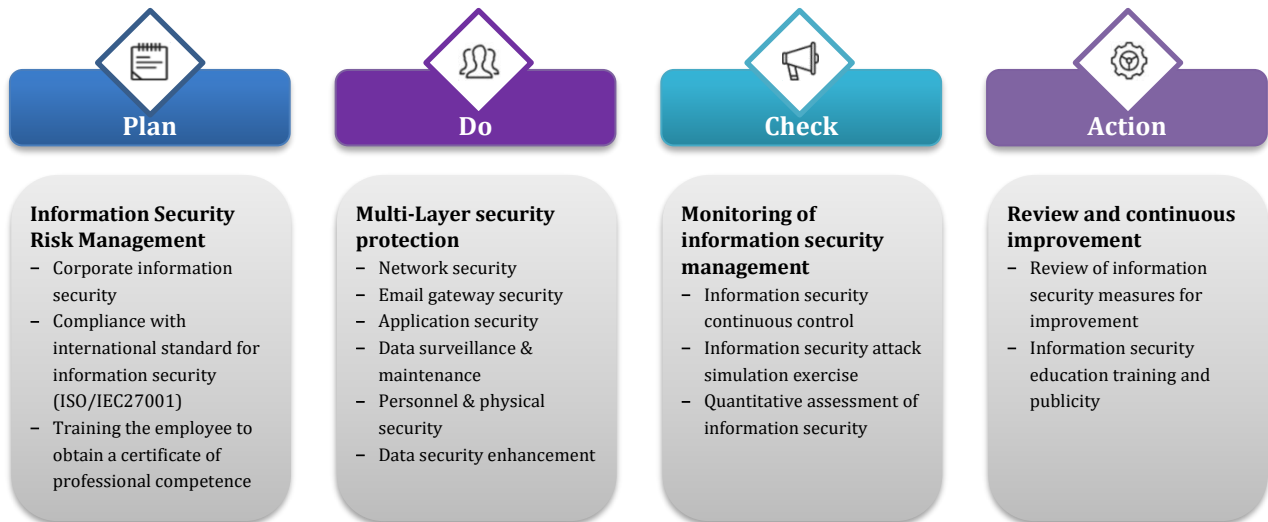 Plan
Information Security
Risk Management
– Corporate information
security
– Compliance with
international standard for
information security
(ISO/IEC27001)
– Training the employee to
obtain a certificate of
professional competence
Do
Multi-Layer security
protection
– Network security
– Email gateway security
– Application security
– Data surveillance &
maintenance
– Personnel & physical
security
– Data security enhancement
Check
Monitoring of
information security
management
– Information security
continuous control
– Information security attack
simulation exercise
– Quantitative assessment of
information security
Action
Review and continuous
improvement
– Review of information
security measures for
improvement
– Information security
education training and
publicity